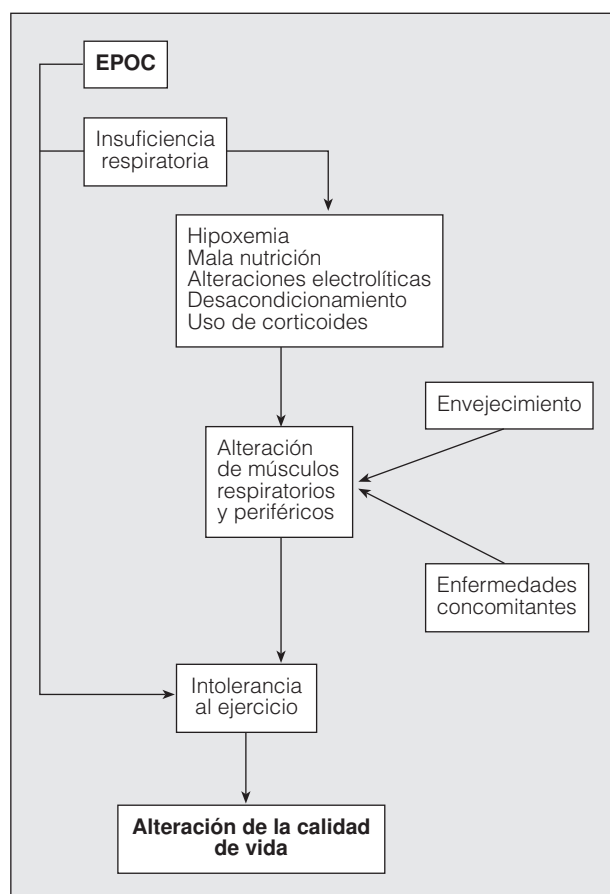 EPOC
Insuficiencia
respiratoria
Hipoxemia
Mala nutrición
Alteraciones electrolíticas
Desacondicionamiento
Uso de corticoides
Envejecimiento
Alteración
de músculos
respiratorios
y periféricos
Enfermedades
concomitantes
Intolerancia
al ejercicio
Alteración de la calidad
de vida